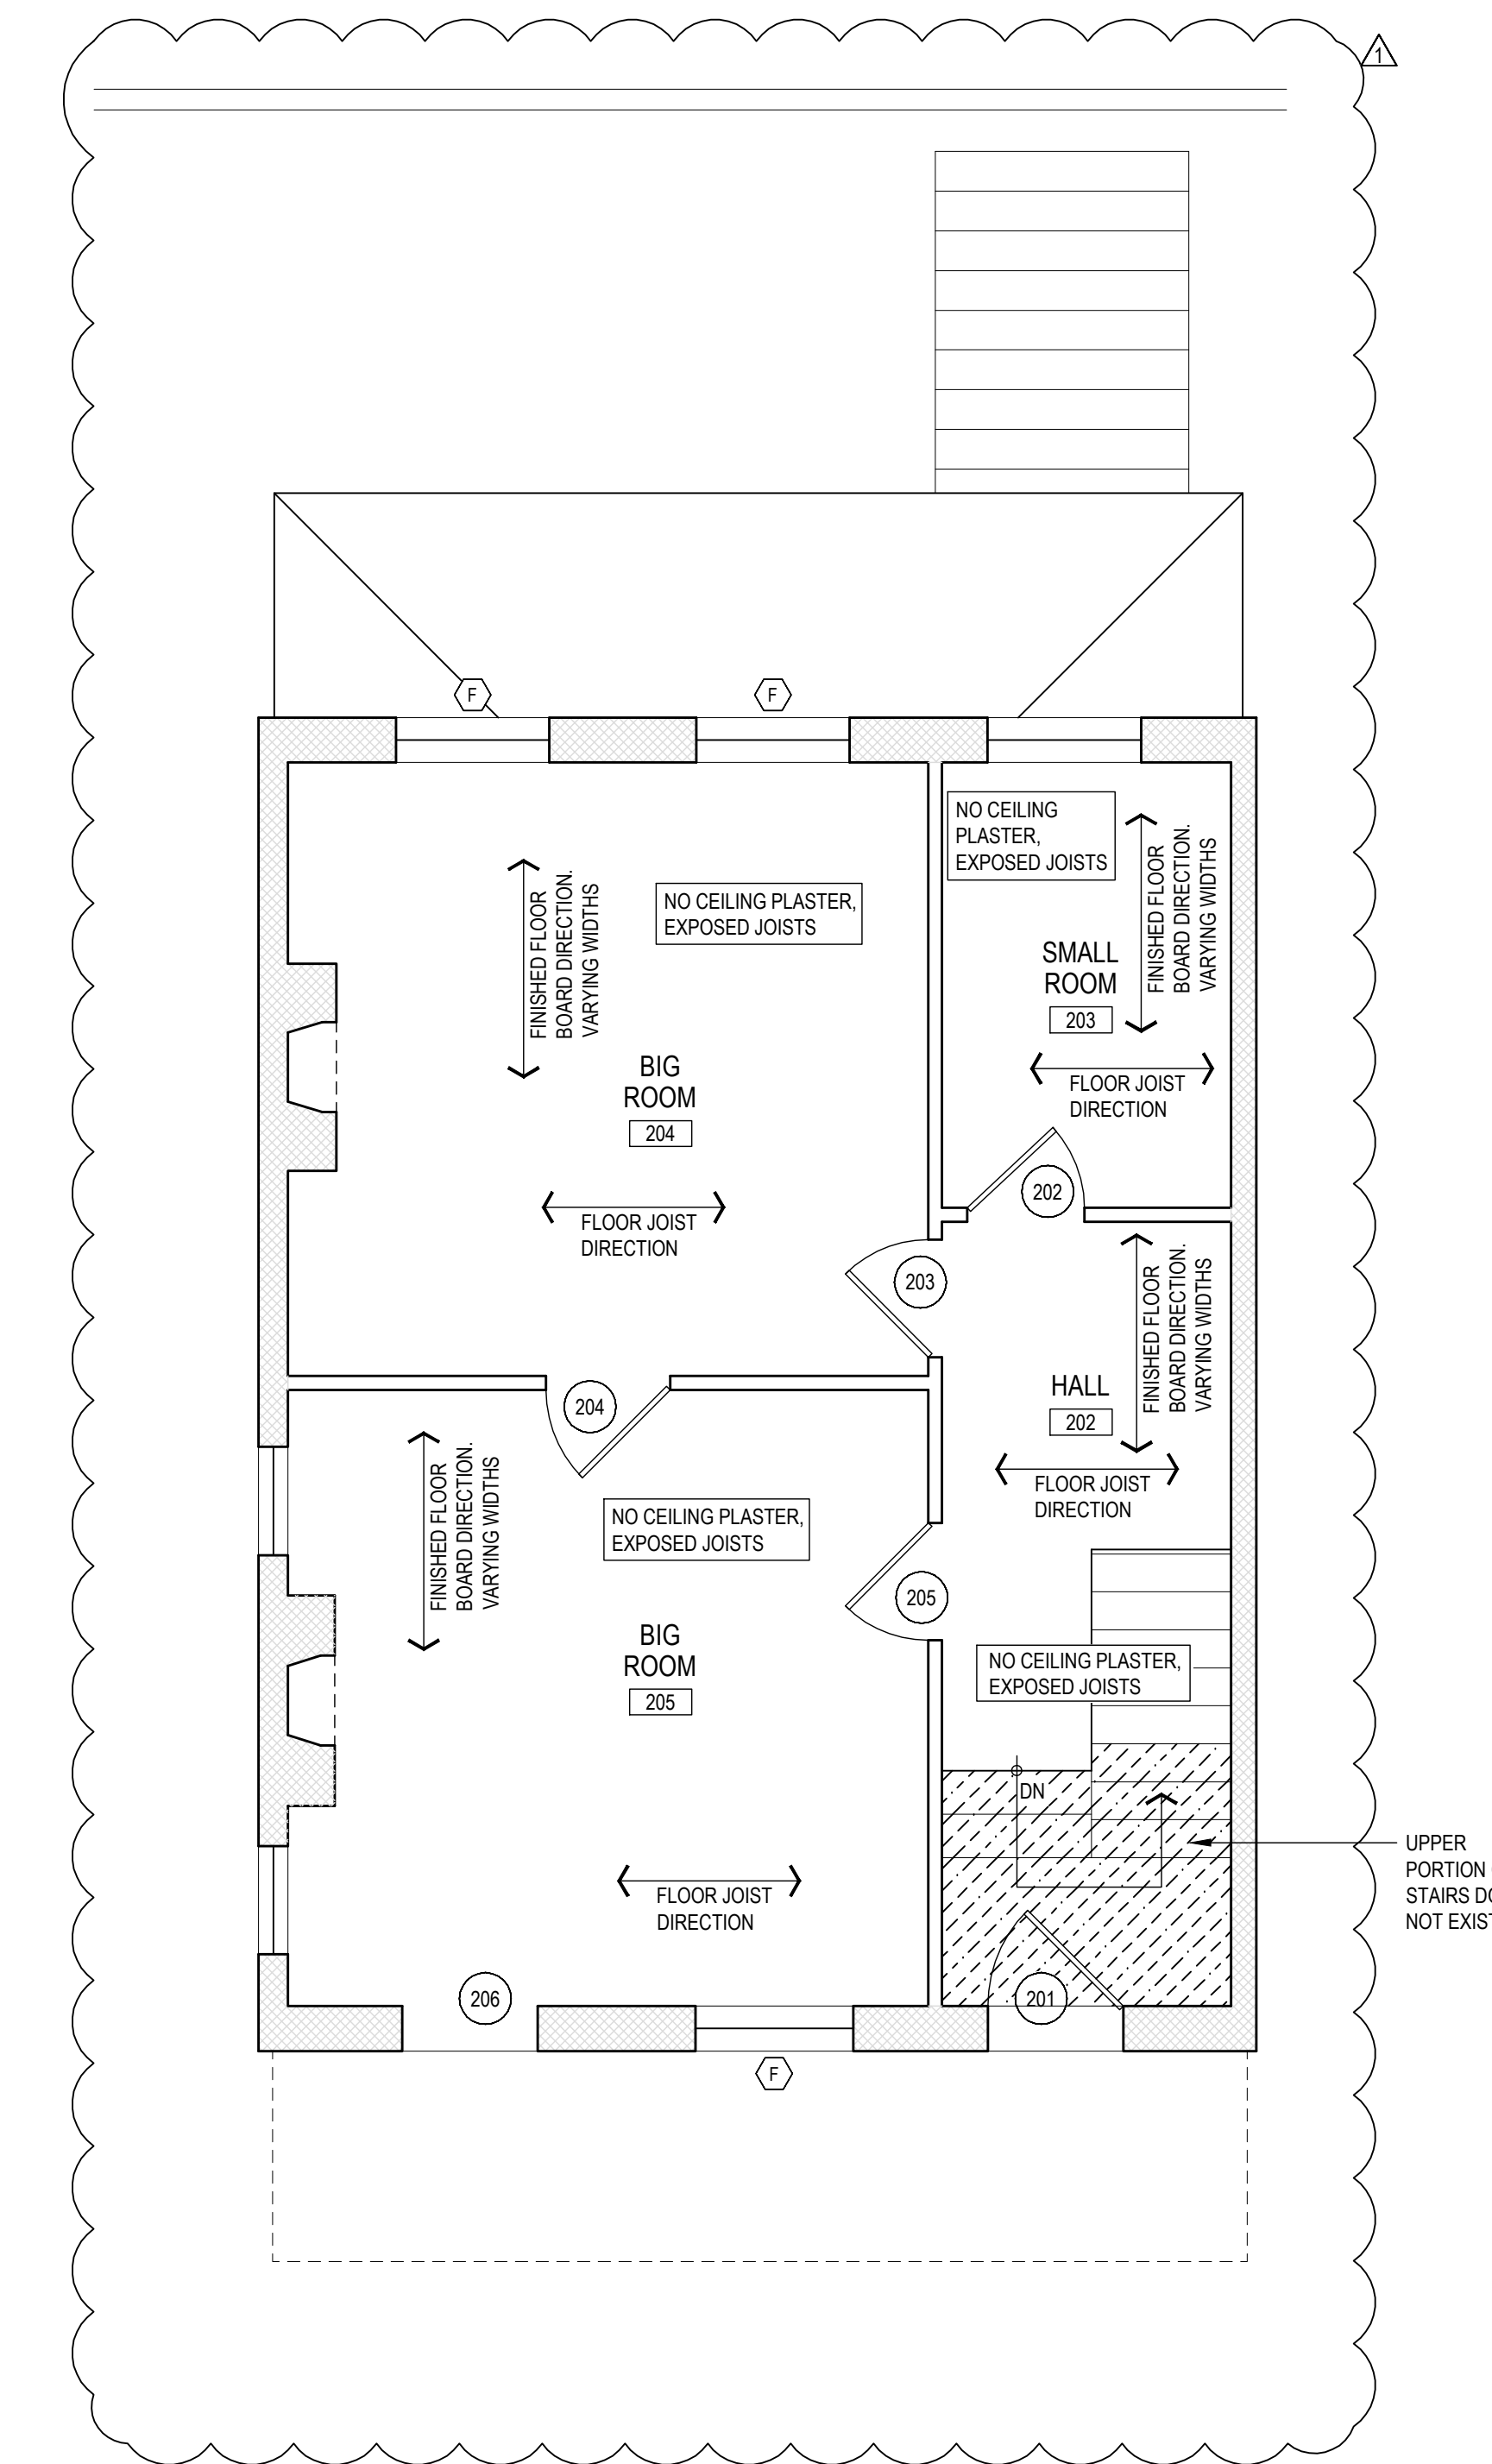 1
F
F
NO CEILING
PLASTER,
EXPOSED JOISTS
FINISHED FLOOR
BOARD DIRECTION.
VARYING WIDTHS
FINISHED FLOOR
BOARD DIRECTION.
VARYING WIDTHS
NO CEILING PLASTER,
EXPOSED JOISTS
SMALL
ROOM
203
BIG
ROOM
204
FLOOR JOIST
DIRECTION
202
FLOOR JOIST
DIRECTION
203
FINISHED FLOOR
BOARD DIRECTION.
VARYING WIDTHS
HALL
202
204
FINISHED FLOOR
BOARD DIRECTION.
VARYING WIDTHS
FLOOR JOIST
DIRECTION
NO CEILING PLASTER,
EXPOSED JOISTS
205
BIG
ROOM
205
NO CEILING PLASTER,
EXPOSED JOISTS
DN
UPPER
PORTION
STAIRS
NOT
FLOOR JOIST
DIRECTION
206
201
F